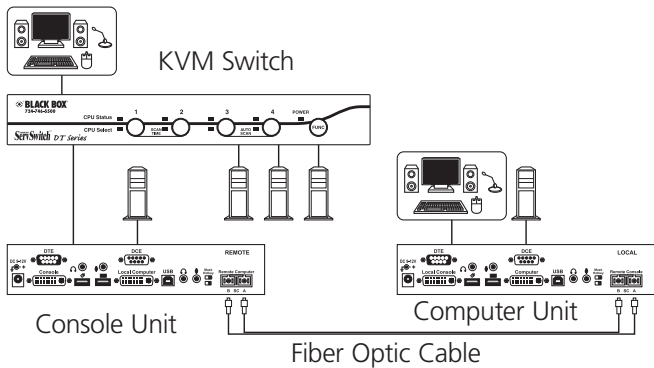 KVM Switch
BLACK BOX
724-746-5500
CPU Status
CPU Select
1 2 3 4 POWER
SCAN TIME
AUTO SCAN
FUNC
ServSwitch DT Series
DTE DCE REMOTE
DC 5-12V
Console Local Computer USB Remote Computer
B SC A
DTE DCE LOCAL
DC 5-12V
Local Console Computer USB Remote Console
B SC A
Console Unit
Computer Unit
Fiber Optic Cable